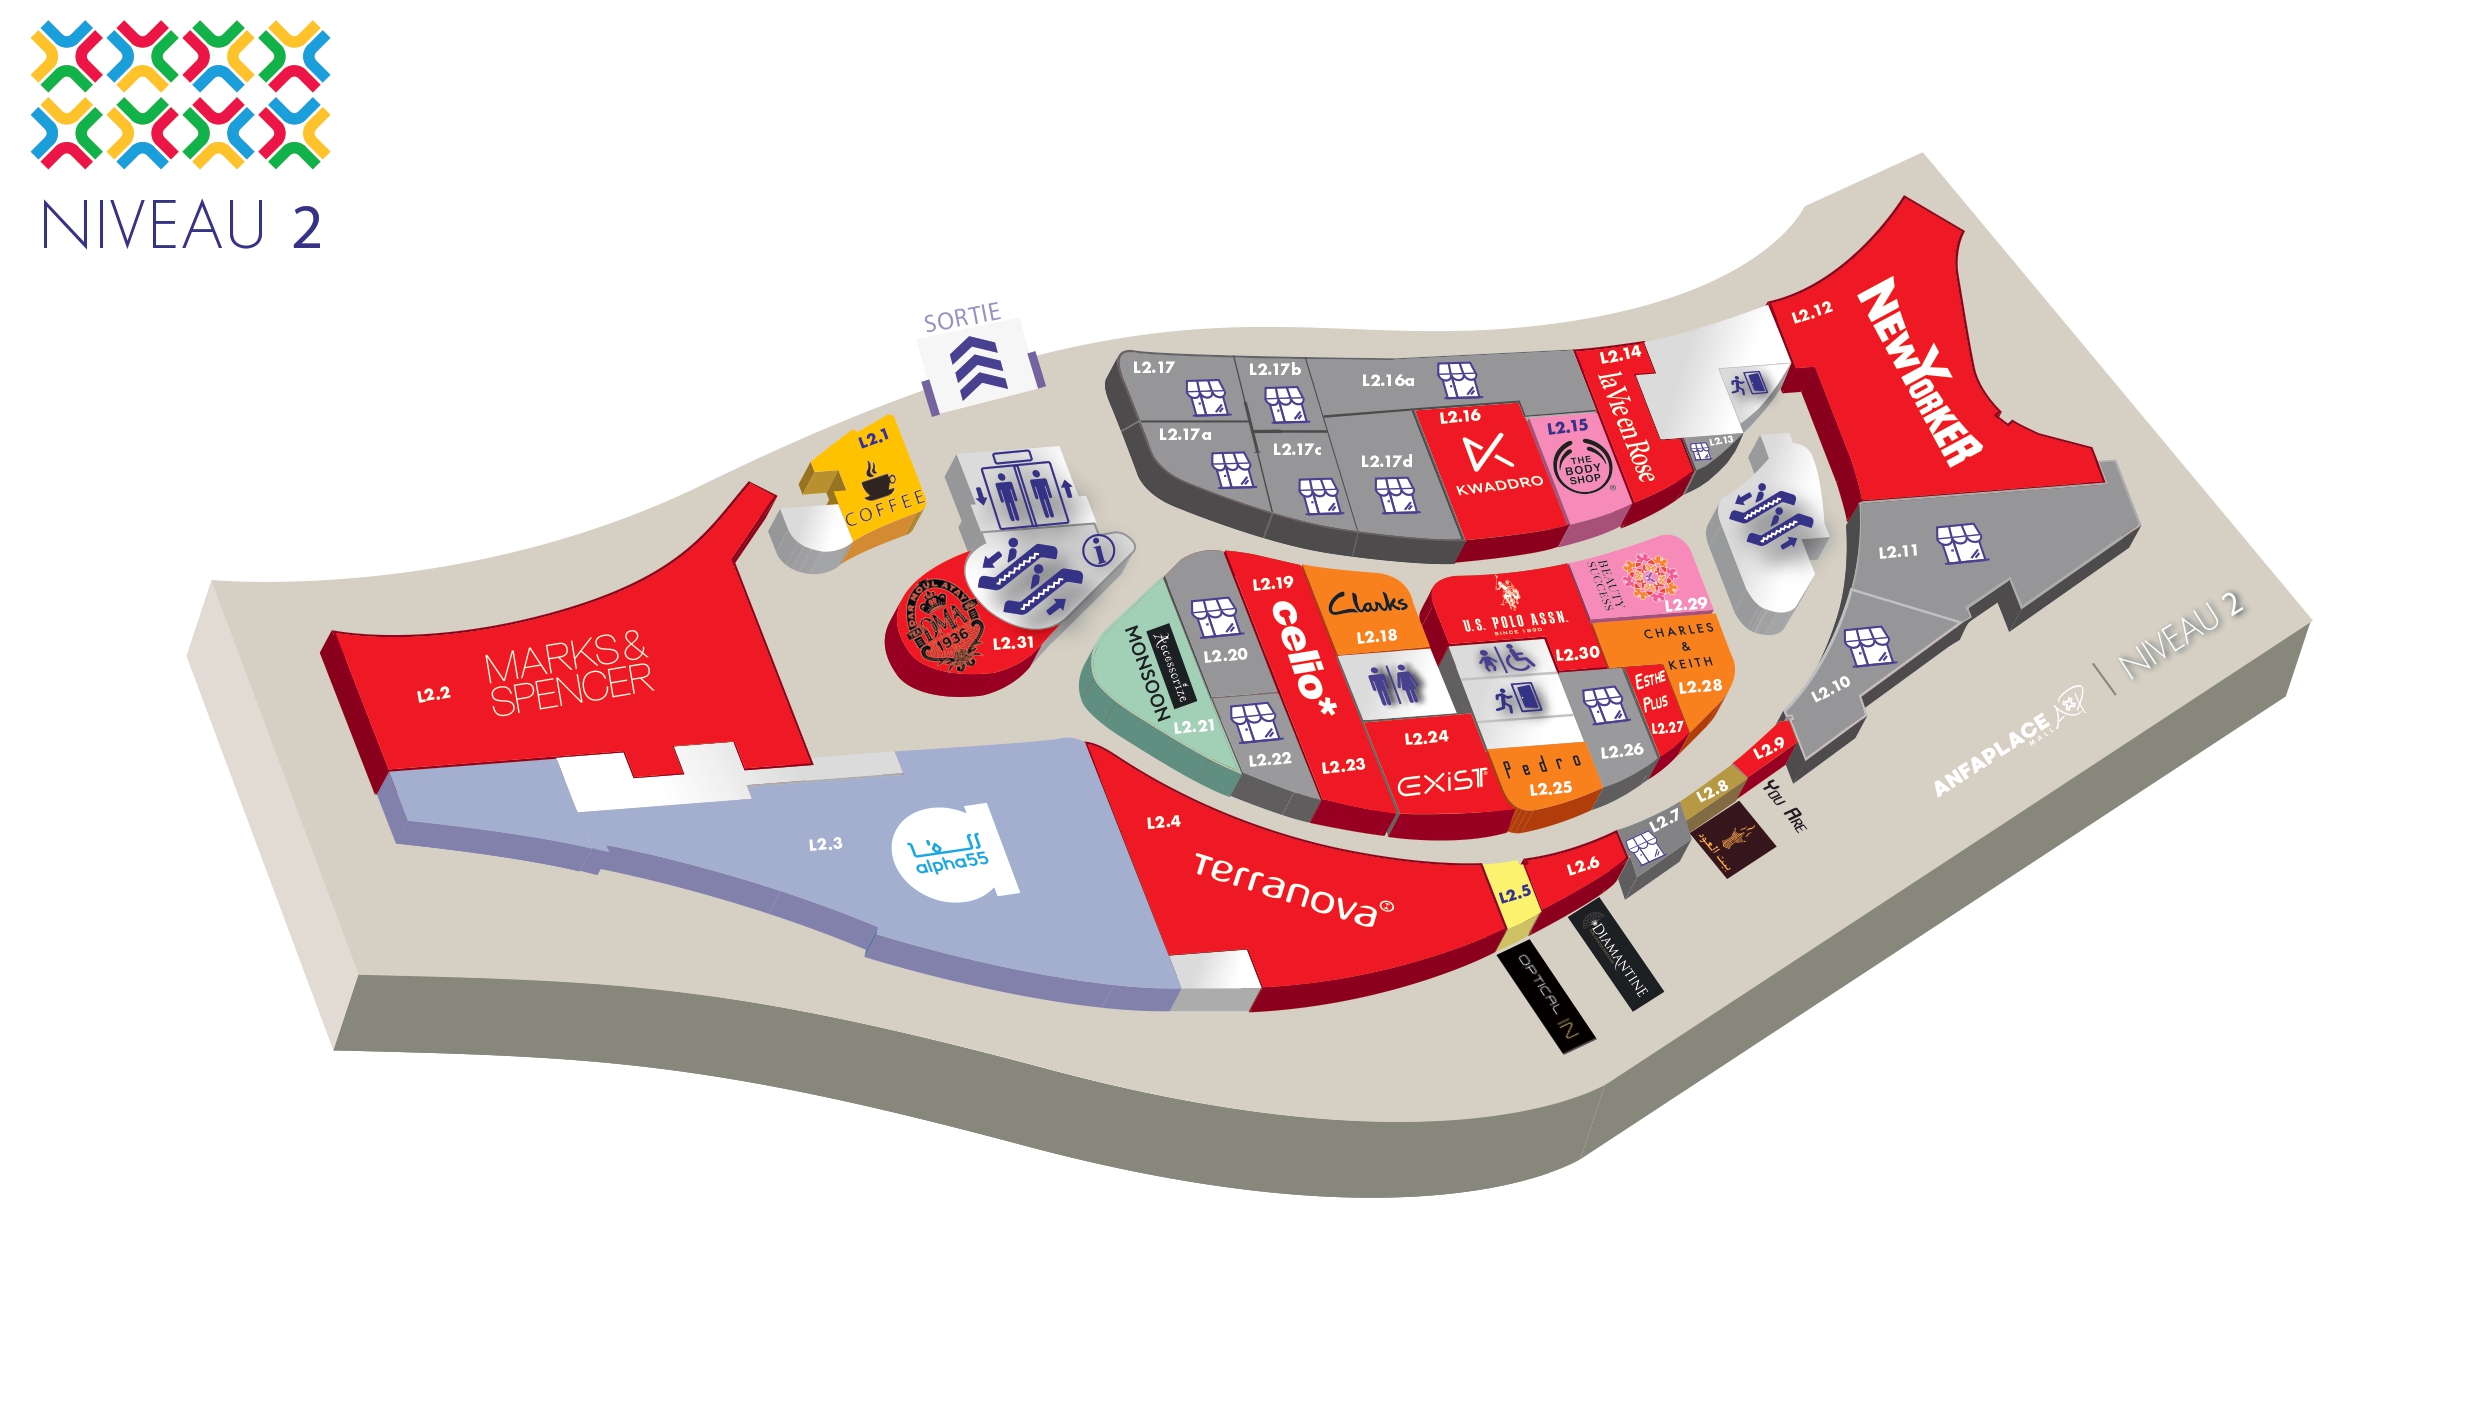 NIVEAU 2
SORTIE
L2.1
COFFEE
L2.2
MARKS &
SPENCER
DAR MOUL ATAY
DMA
1936
L2.31
L2.3
ألفا
alpha55
L2.4
Terranova
L2.5
OPTICAL IN
L2.6
DIAMANTINE
L2.7
L2.8
بيت العود
L2.9
YOU ARE
L2.10
L2.11
L2.12
NEWYORKER
L2.13
L2.14
la Vie en Rose
L2.15
THE
BODY
SHOP
®
L2.16
KWADDRO
L2.16a
L2.17
L2.17a
L2.17b
L2.17c
L2.17d
L2.18
Clarks
L2.19
celio*
L2.20
L2.21
Accessorize
MONSOON
L2.22
L2.23
L2.24
EXiST
Pedro
L2.25
L2.26
ESTHE
PLUS
L2.27
CHARLES
&
KEITH
L2.28
BEAUTY
SUCCESS
L2.29
U.S. POLO ASSN.
SINCE 1890
L2.30
i
ANFAPLACE
MALL
NIVEAU 2